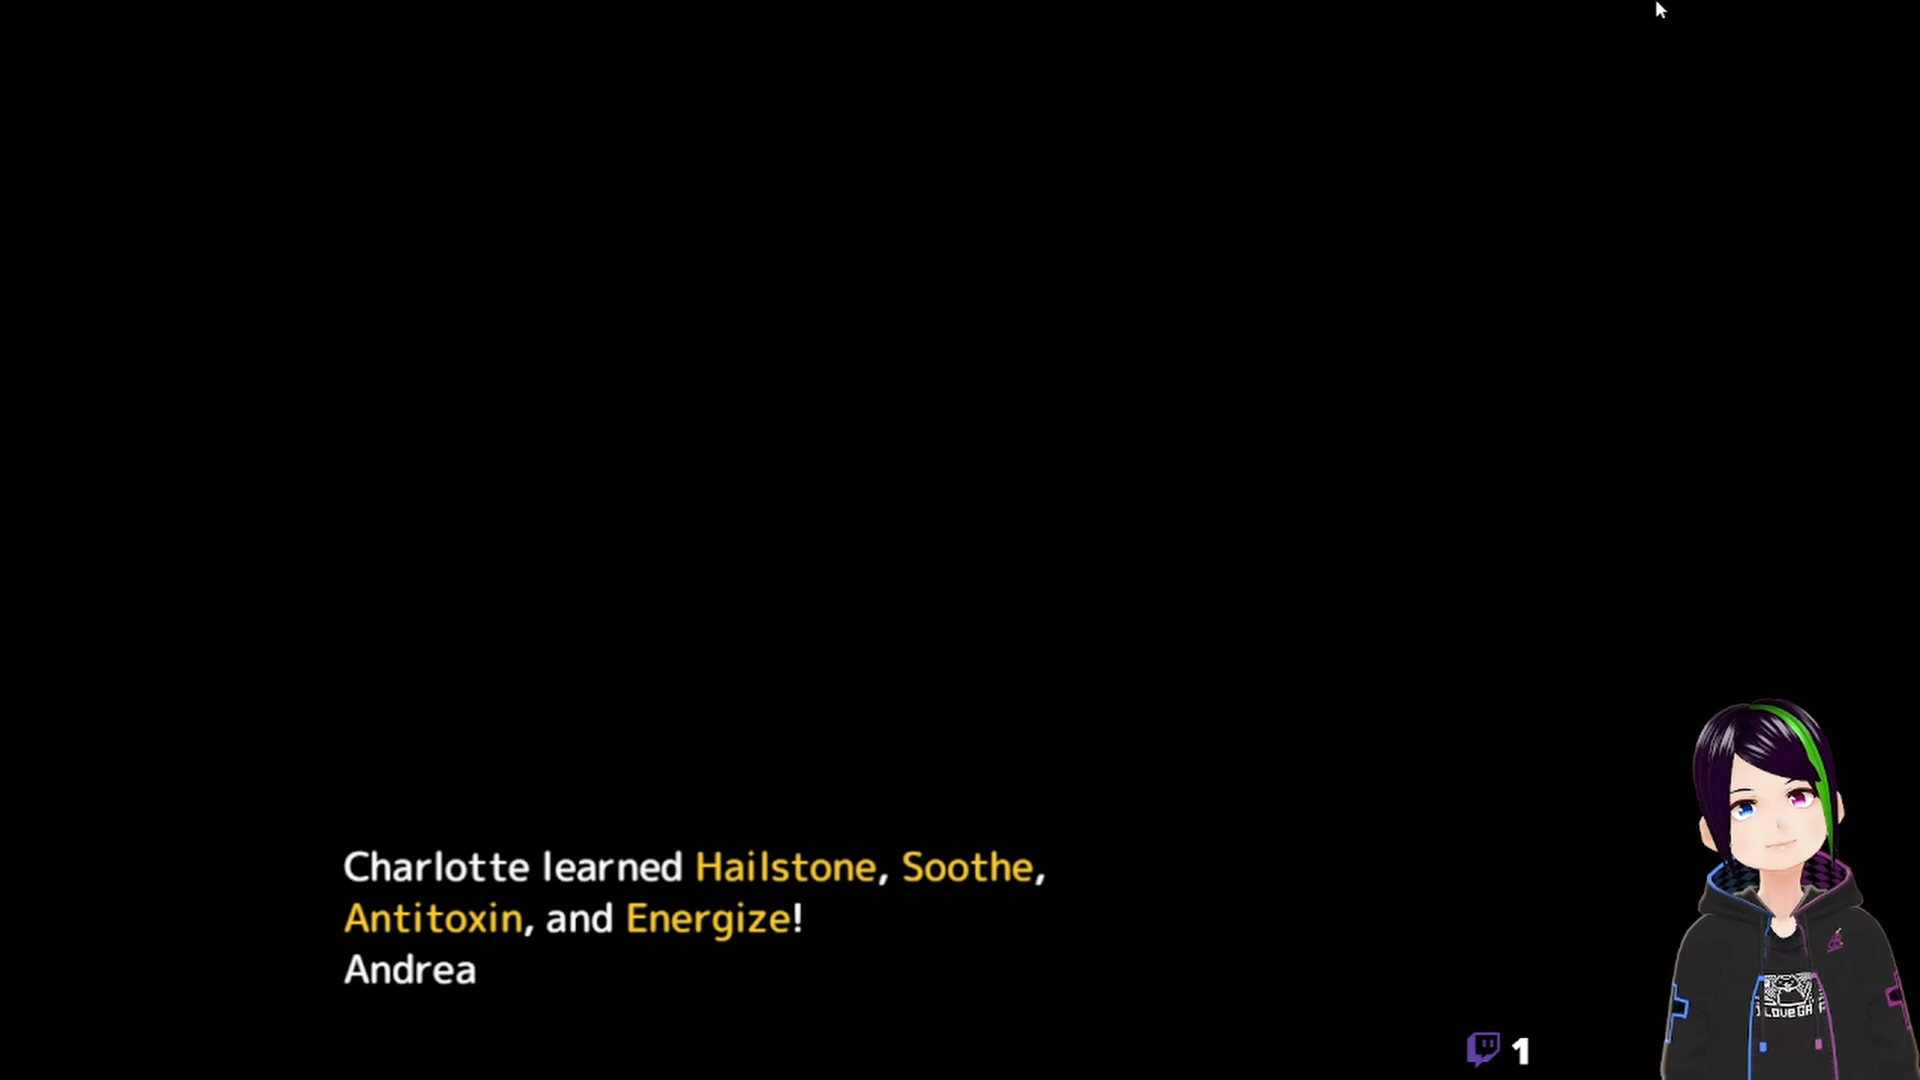 Charlotte learned Hailstone, Soothe,
Antitoxin, and Energize!
Andrea
1